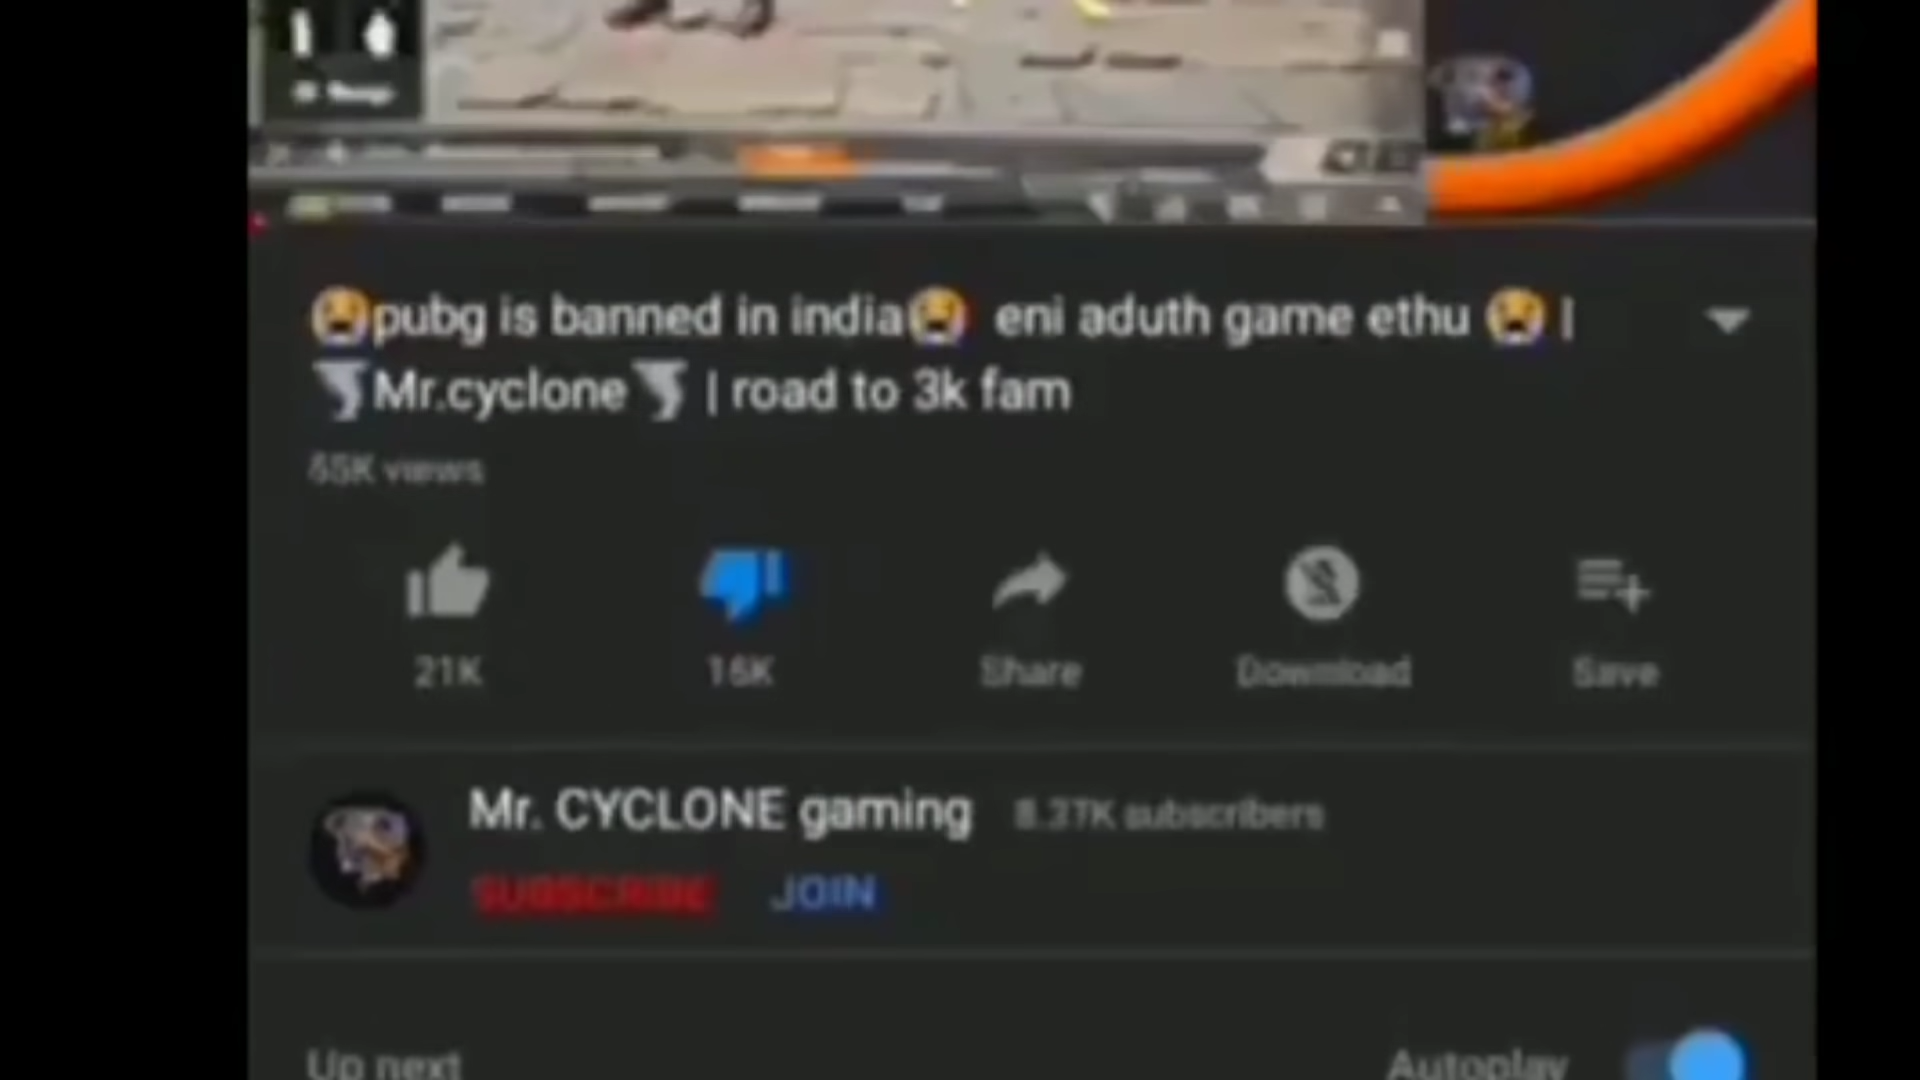 😭pubg is banned in india😭 eni aduth game ethu 😭 |
🌪Mr.cyclone🌪 | road to 3k fam
65K views
21K
16K
Share
Download
Save
Mr. CYCLONE gaming
8.37K subscribers
SUBSCRIBE
JOIN
Up next
Autoplay